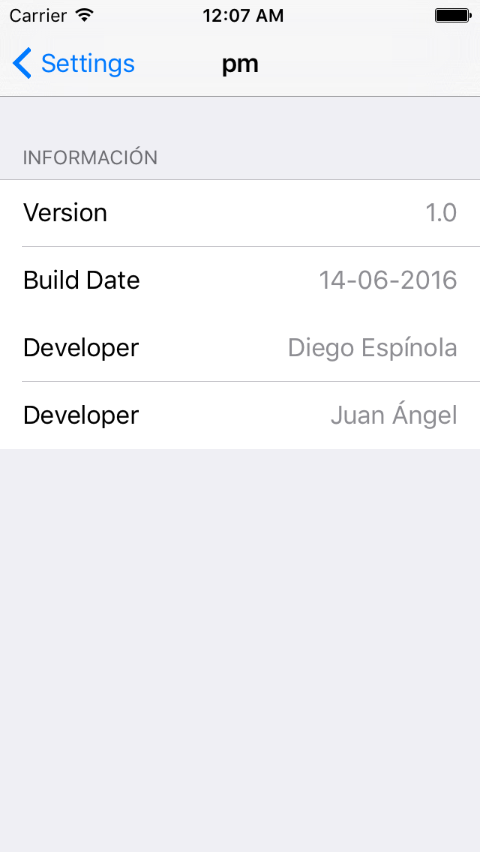 Carrier 12:07 AM
Settings pm
INFORMACIÓN
Version 1.0
Build Date 14-06-2016
Developer Diego Espínola
Developer Juan Ángel